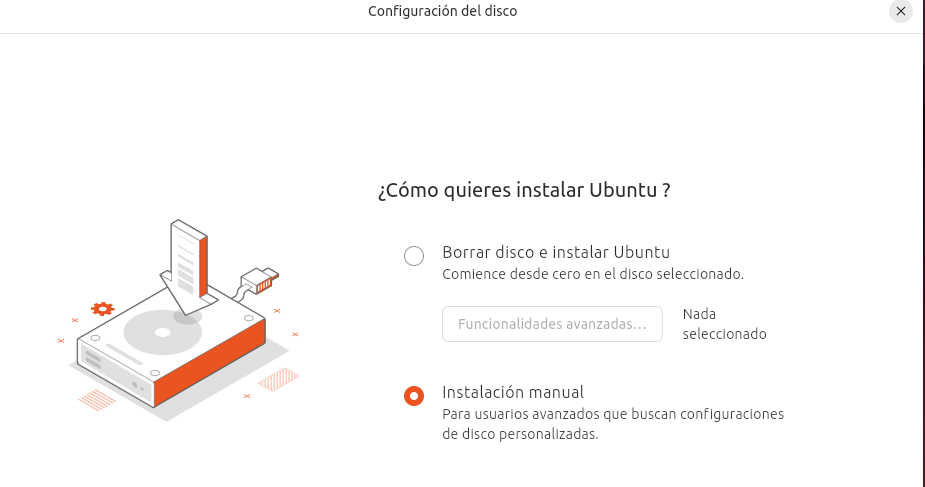 Configuración del disco
¿Cómo quieres instalar Ubuntu ?
Borrar disco e instalar Ubuntu
Comience desde cero en el disco seleccionado.
Funcionalidades avanzadas...
Nada
seleccionado
Instalación manual
Para usuarios avanzados que buscan configuraciones
de disco personalizadas.